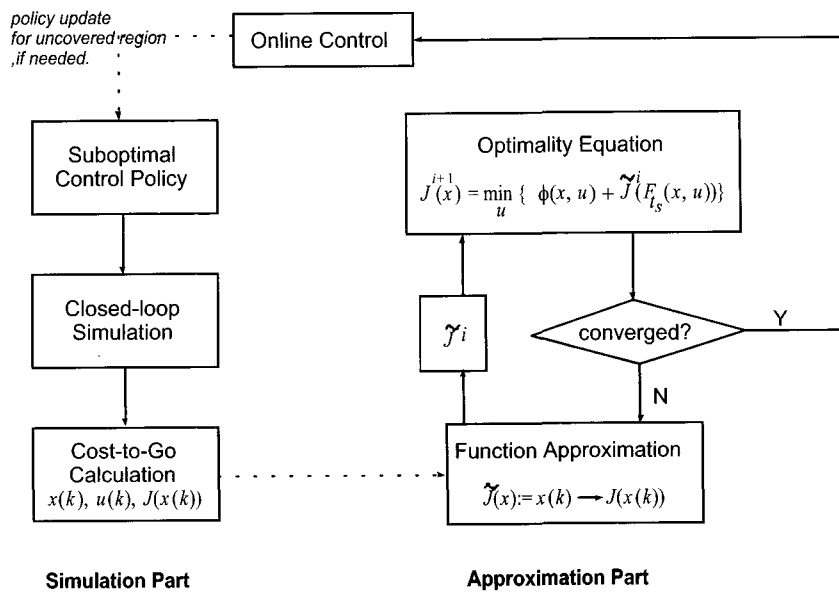 policy update
for uncovered region
,if needed.
Online Control
Suboptimal
Control Policy
Closed-loop
Simulation
Cost-to-Go
Calculation
x(k), u(k), J(x(k))
Simulation Part
Optimality Equation
J^{i+1}(x) = min_u { ϕ(x, u) + J̃^i(F_{t_s}(x, u))}
J̃ i
converged?
Y
N
Function Approximation
J̃(x):= x(k) → J(x(k))
Approximation Part